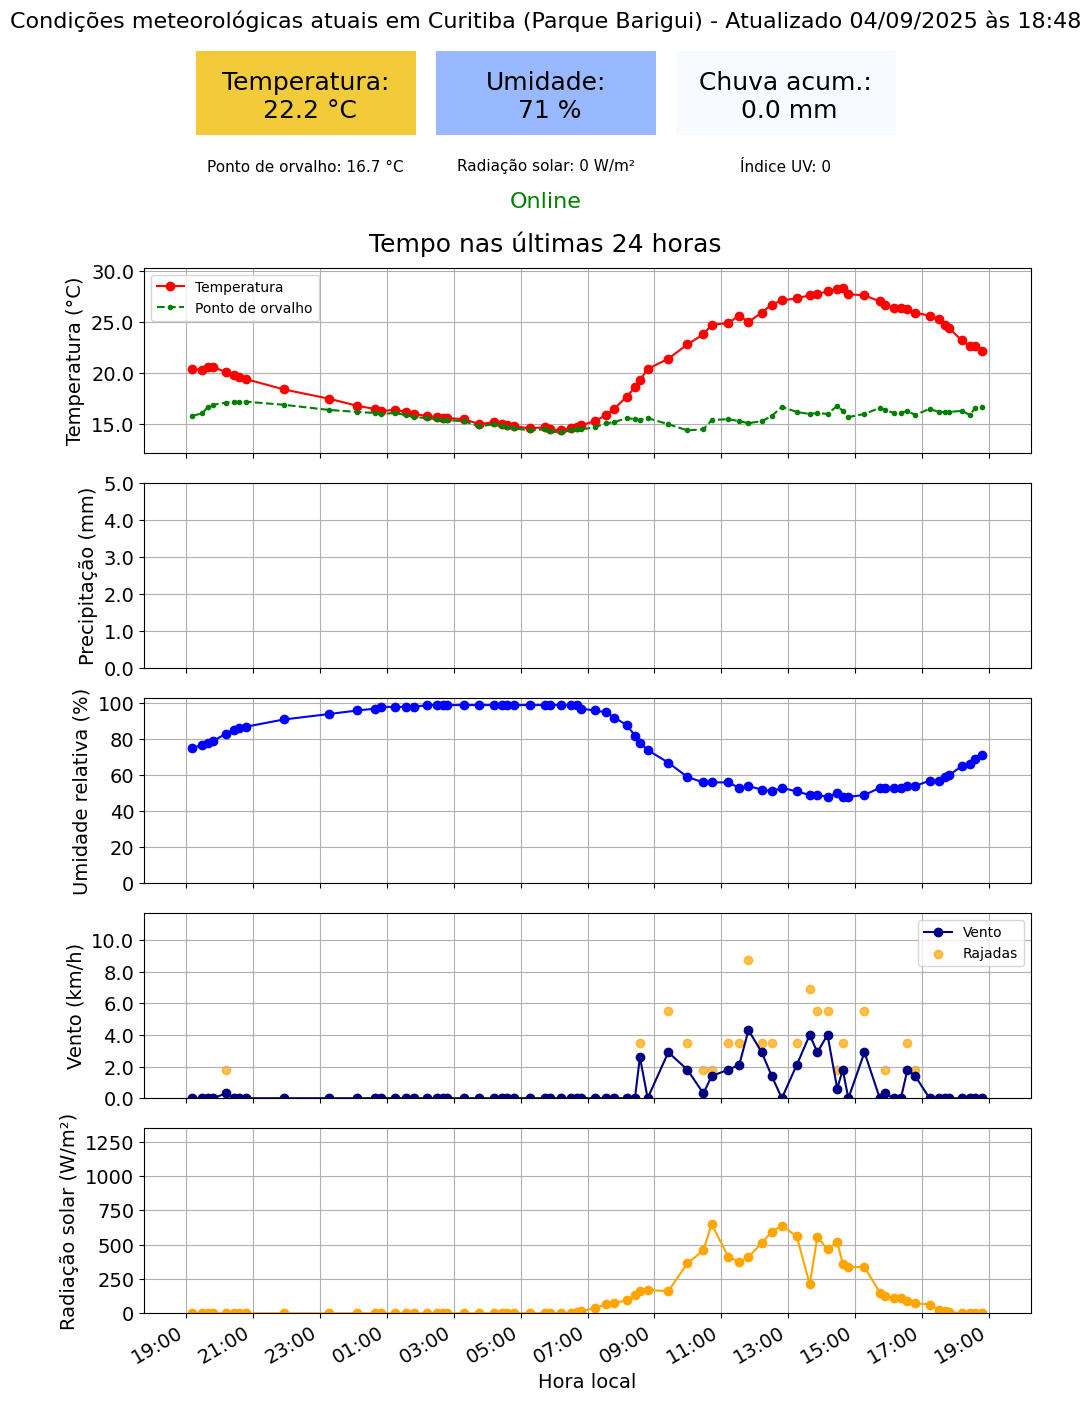 Condições meteorológicas atuais em Curitiba (Parque Barigui) - Atualizado 04/09/2025 às 18:48
Temperatura:
22.2 °C
Umidade:
71 %
Chuva acum.:
0.0 mm
Ponto de orvalho: 16.7 °C
Radiação solar: 0 W/m²
Índice UV: 0
Online
Tempo nas últimas 24 horas
Temperatura (°C)
30.0
25.0
20.0
15.0
Temperatura
Ponto de orvalho
Precipitação (mm)
5.0
4.0
3.0
2.0
1.0
0.0
Umidade relativa (%)
100
80
60
40
20
0
Vento (km/h)
10.0
8.0
6.0
4.0
2.0
0.0
Vento
Rajadas
Radiação solar (W/m²)
1250
1000
750
500
250
0
19:00
21:00
23:00
01:00
03:00
05:00
07:00
09:00
11:00
13:00
15:00
17:00
19:00
Hora local